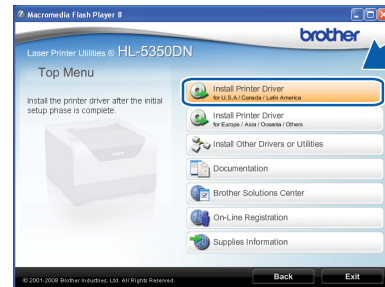 Macromedia Flash Player 8
brother
Laser Printer Utilities ® HL-5350DN
Top Menu
Install the printer driver after the initial
setup phase is complete.
Install Printer Driver
for U.S.A / Canada / Latin America
Install Printer Driver
for Europe / Asia / Oceania / Others
Install Other Drivers or Utilities
Documentation
Brother Solutions Center
On-Line Registration
Supplies Information
© 2001-2008 Brother Industries, Ltd. All Rights Reserved.
Back
Exit